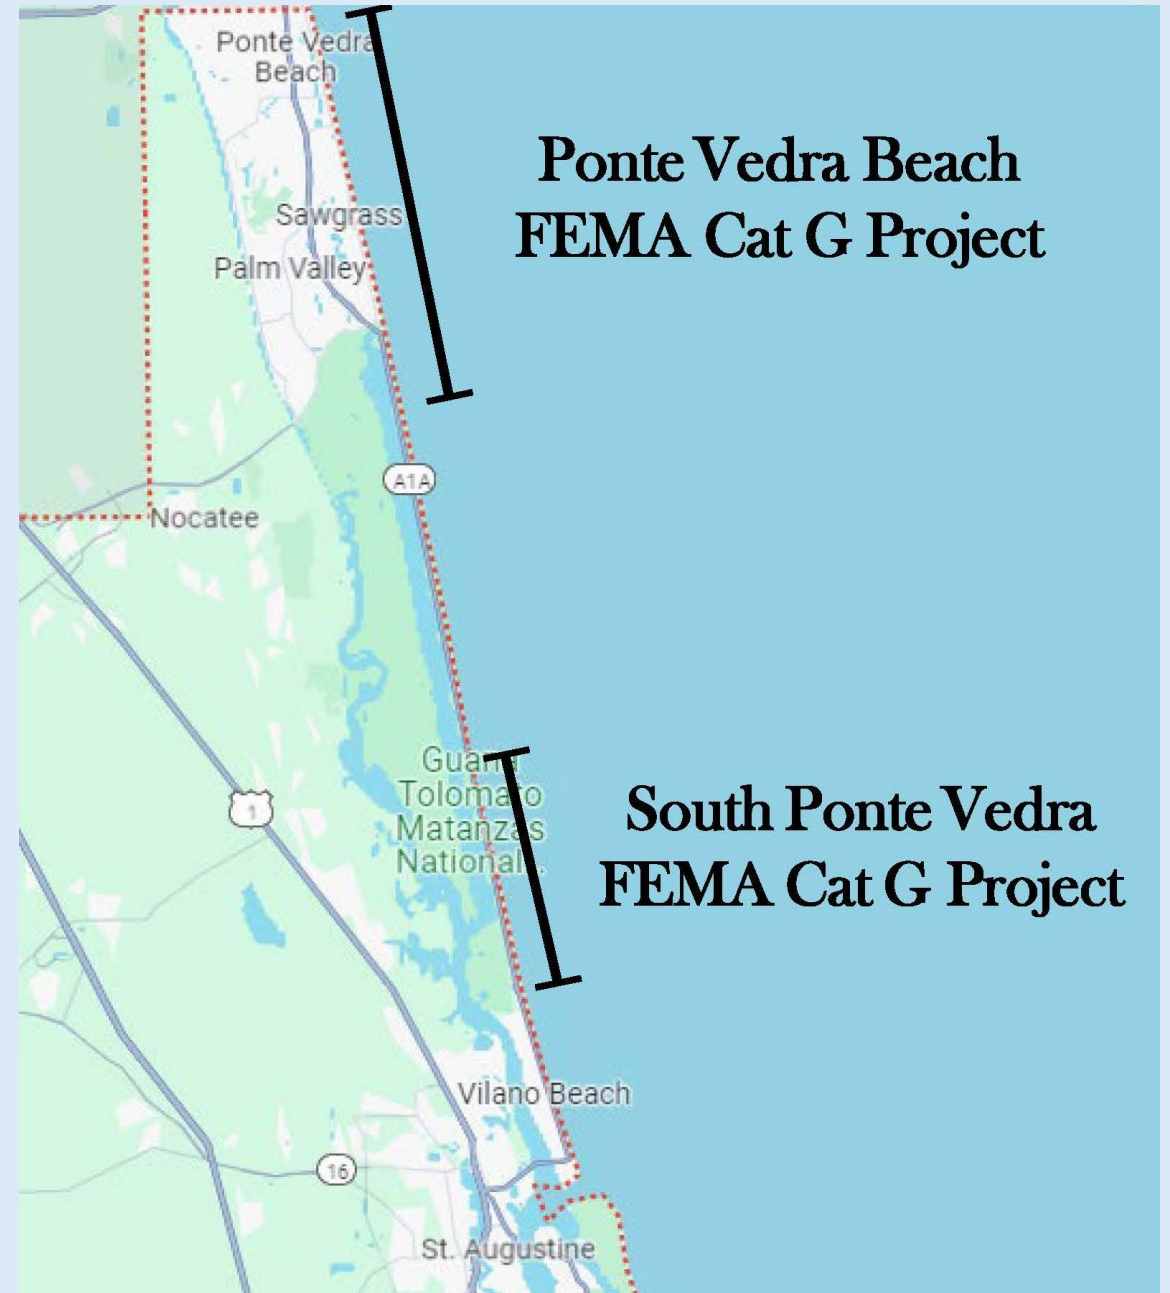 Ponte Vedra
Beach
Ponte Vedra Beach
FEMA Cat G Project
Sawgrass
Palm Valley
A1A
Nocatee
Guana
Tolomato
Matanzas
National...
1
South Ponte Vedra
FEMA Cat G Project
Vilano Beach
16
St. Augustine